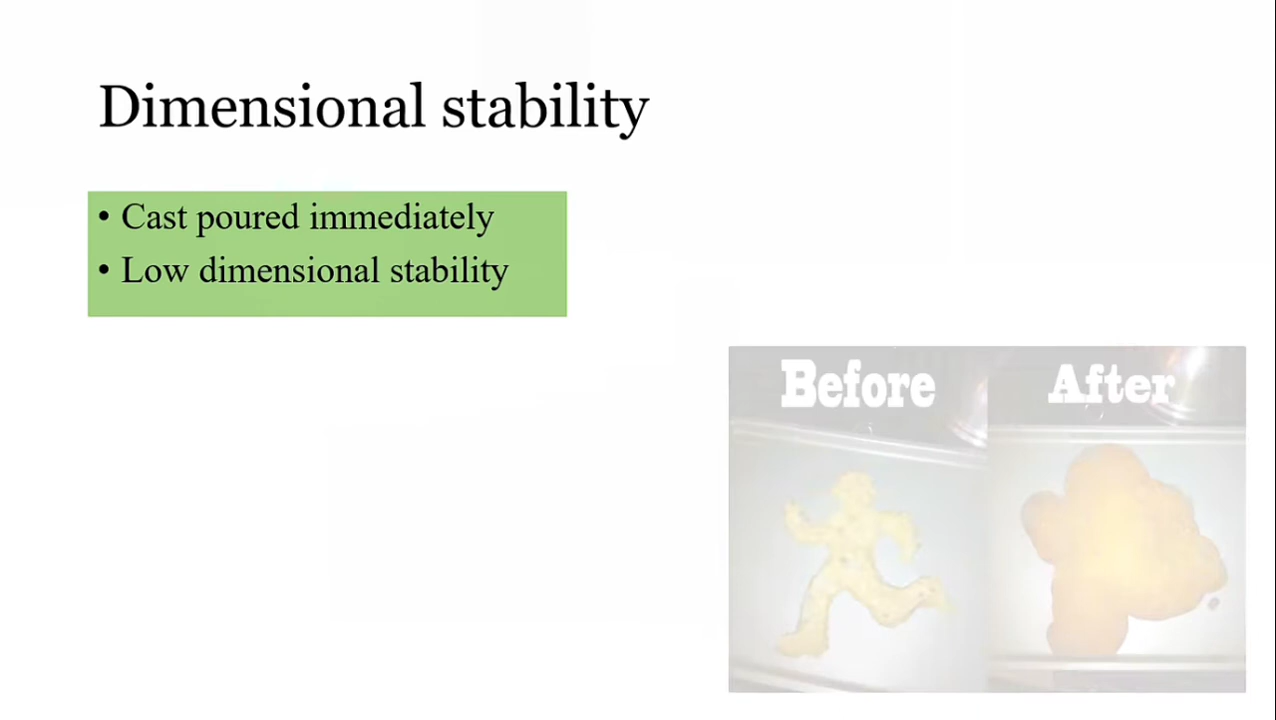 Dimensional stability
• Cast poured immediately
• Low dimensional stability
Before
After